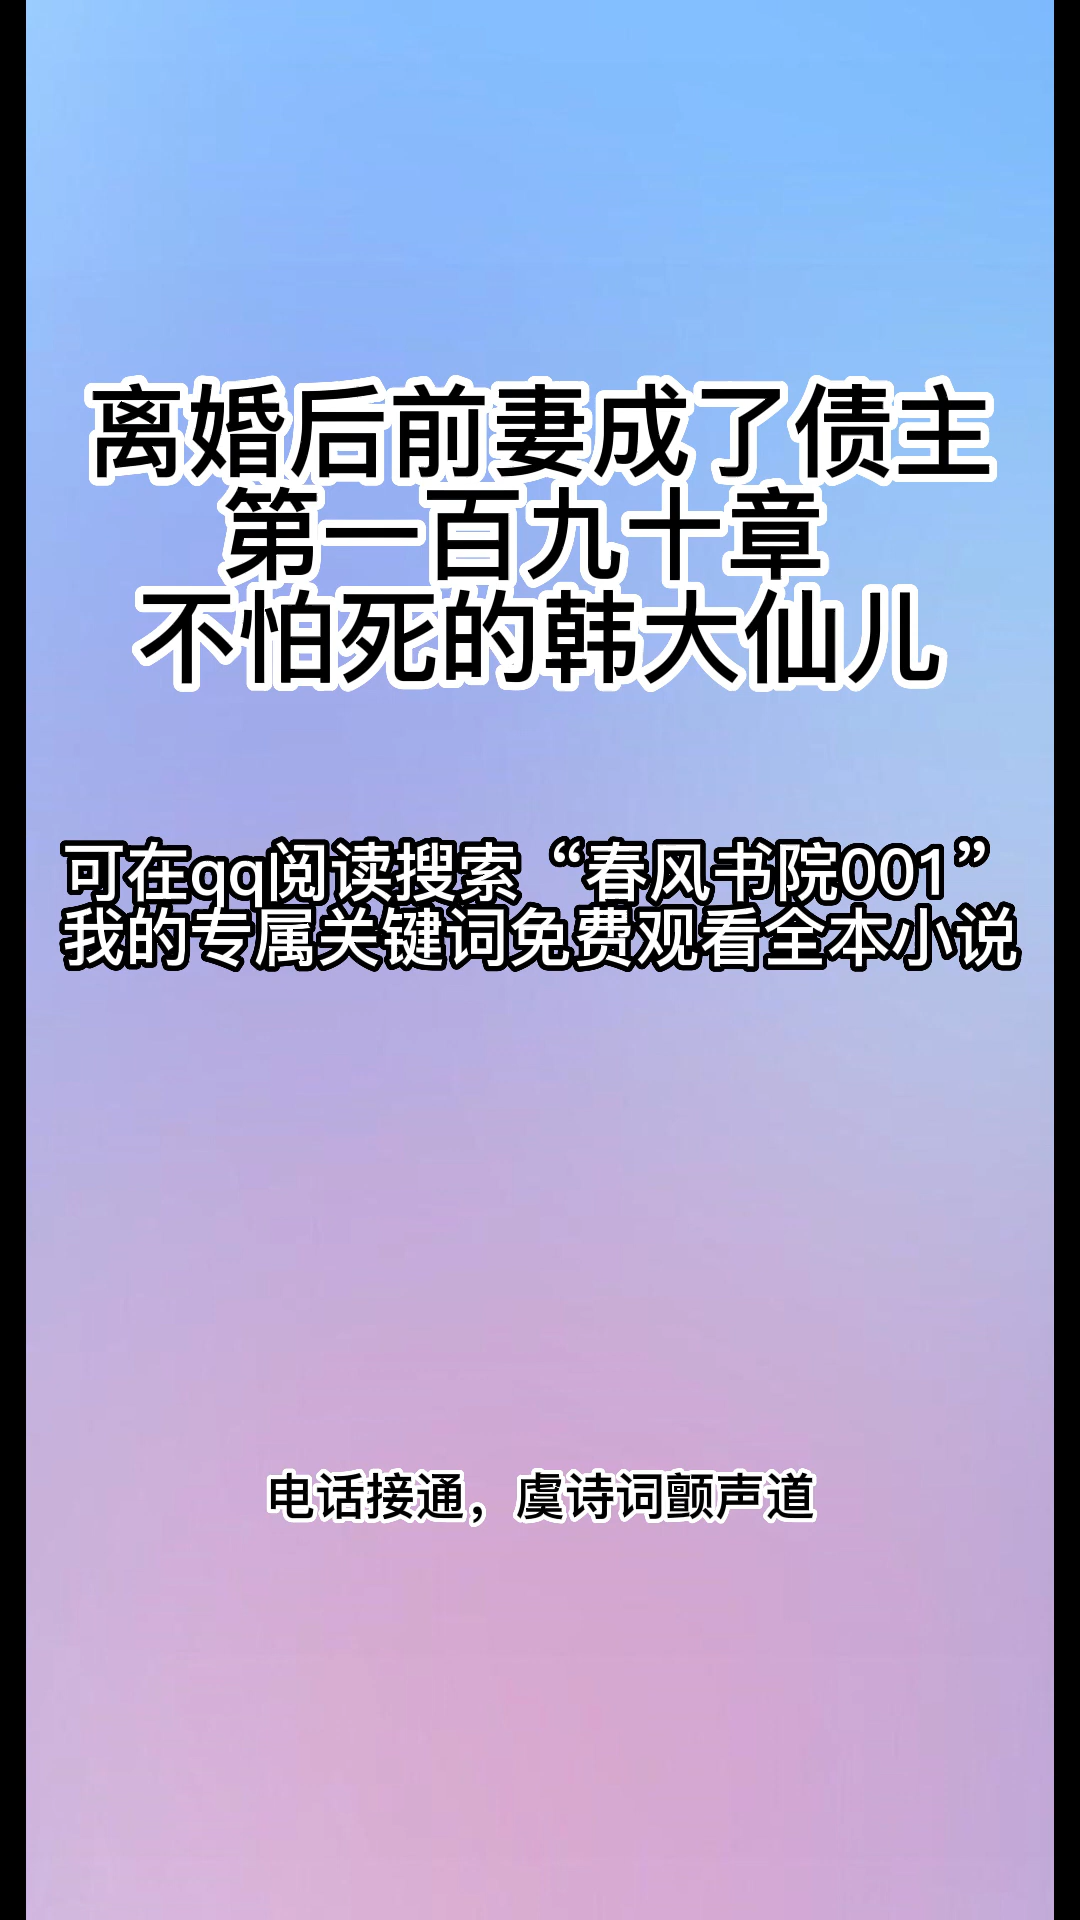 离婚后前妻成了债主
第一百九十章
不怕死的韩大仙儿
可在qq阅读搜索“春风书院001”
我的专属关键词免费观看全本小说
电话接通，虞诗词颤声道